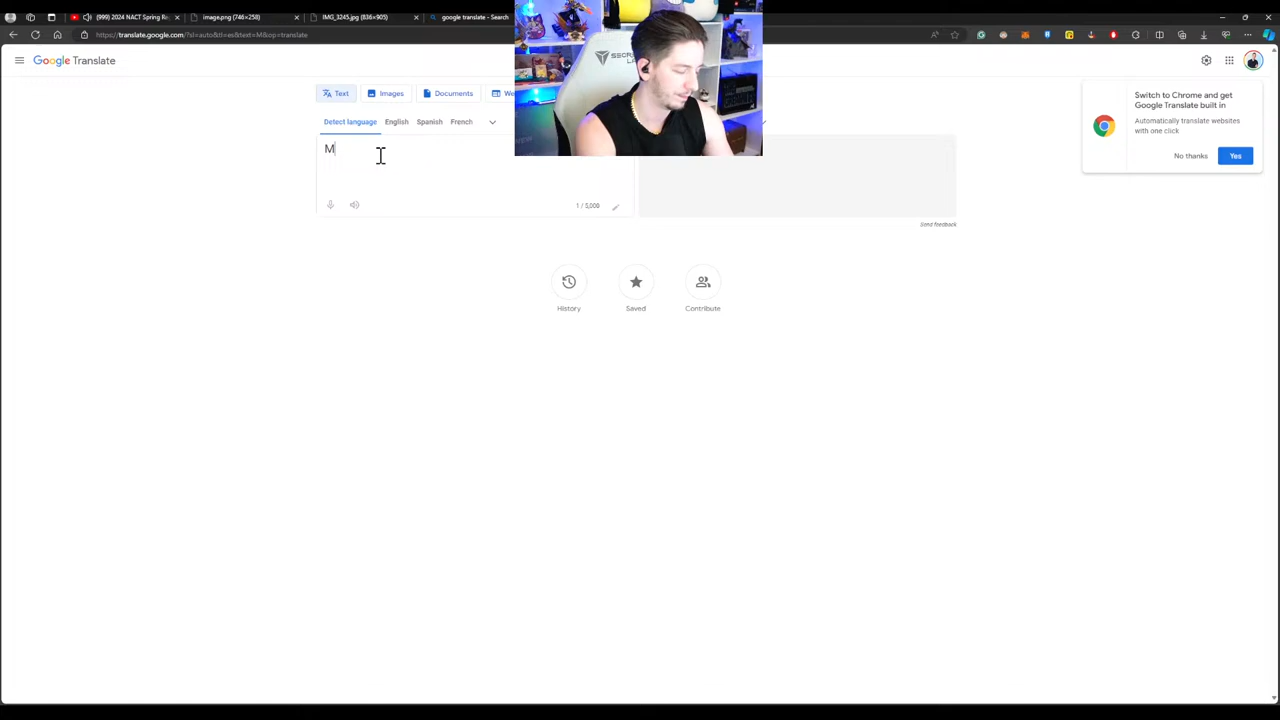 (999) 2024 NACT Spring Re
image.png (746×258)
IMG_3245.jpg (836×905)
google translate - Search
https://translate.google.com/?sl=auto&tl=es&text=M&op=translate
Google Translate
Text
Images
Documents
We
Detect language
English
Spanish
French
M
1 / 5,000
Send feedback
History
Saved
Contribute
Switch to Chrome and get
Google Translate built in
Automatically translate websites
with one click
No thanks
Yes